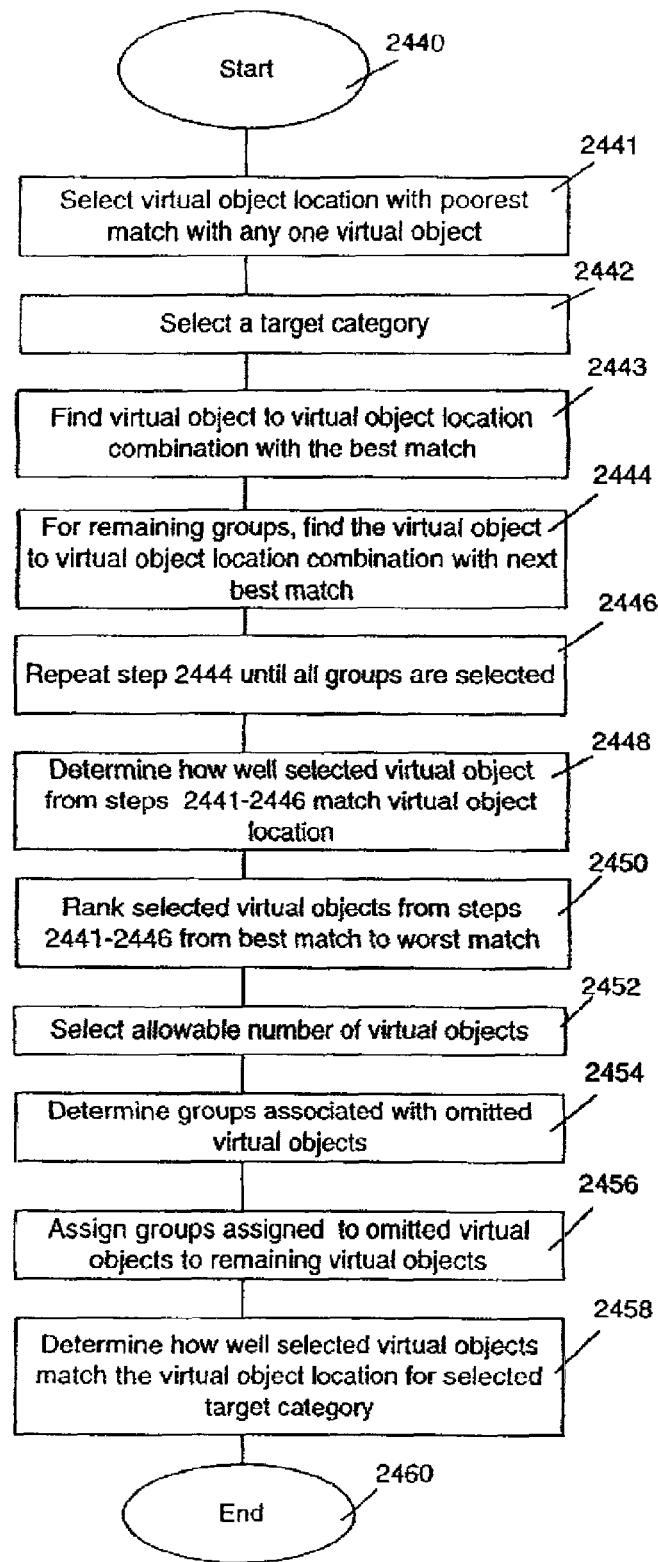 Start
2440
2441
Select virtual object location with poorest
match with any one virtual object
2442
Select a target category
2443
Find virtual object to virtual object location
combination with the best match
2444
For remaining groups, find the virtual object
to virtual object location combination with next
best match
2446
Repeat step 2444 until all groups are selected
2448
Determine how well selected virtual object
from steps 2441-2446 match virtual object
location
2450
Rank selected virtual objects from steps
2441-2446 from best match to worst match
2452
Select allowable number of virtual objects
2454
Determine groups associated with omitted
virtual objects
2456
Assign groups assigned to omitted virtual
objects to remaining virtual objects
2458
Determine how well selected virtual objects
match the virtual object location for selected
target category
2460
End